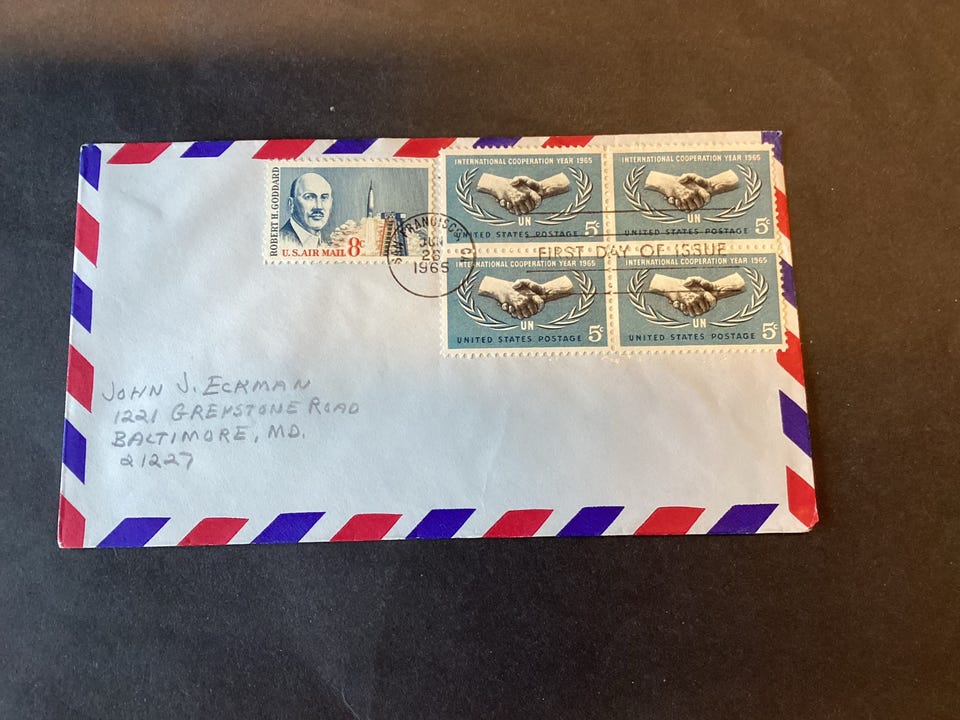 ROBERT H. GODDARD
U.S. AIR MAIL 8c
INTERNATIONAL COOPERATION YEAR 1965
UN
UNITED STATES POSTAGE 5c
INTERNATIONAL COOPERATION YEAR 1965
UN
UNITED STATES POSTAGE 5c
INTERNATIONAL COOPERATION YEAR 1965
UN
UNITED STATES POSTAGE 5c
INTERNATIONAL COOPERATION YEAR 1965
UN
UNITED STATES POSTAGE 5c
SAN FRANCISCO
JUN
26
1965
FIRST DAY OF ISSUE
JOHN J. ECKMAN
1221 GREYSTONE ROAD
BALTIMORE, MD.
21227